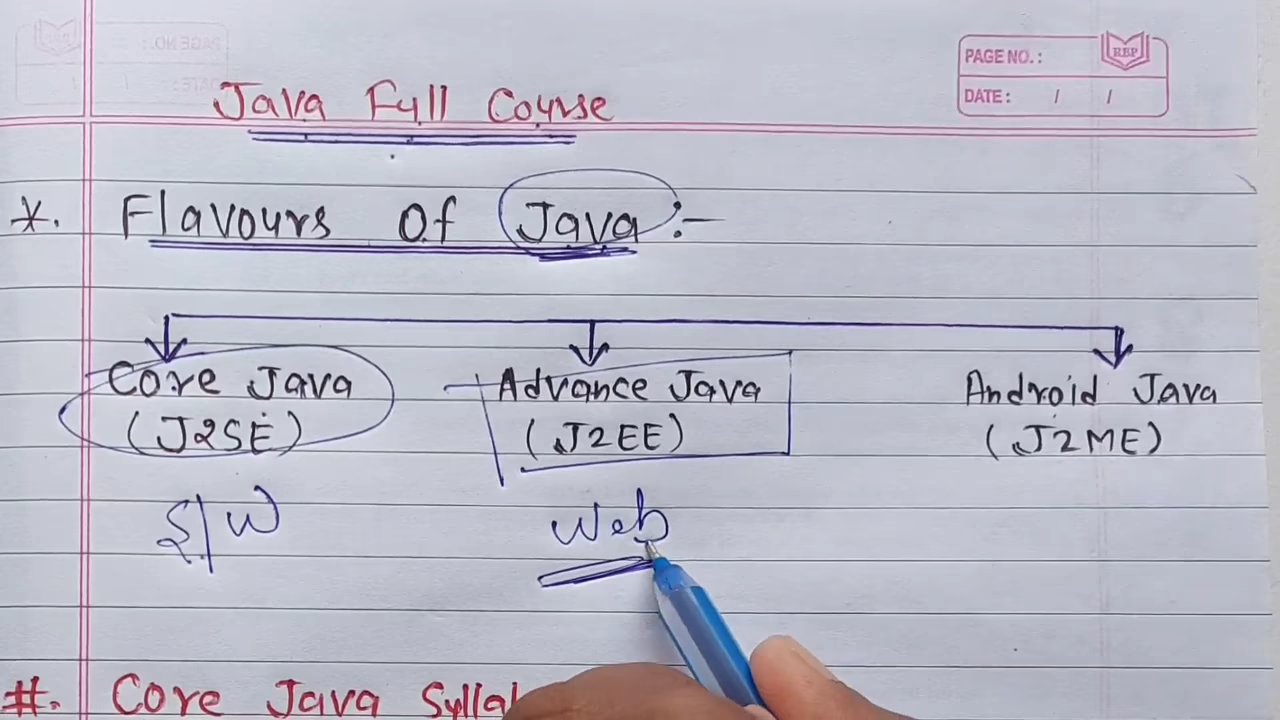 PAGE NO. :
RBP
DATE : / /
Java Full Course
*. Flavours Of Java :-
Core Java Advance Java Android Java
(J2SE) (J2EE) (J2ME)
S/W Web
#. Core Java